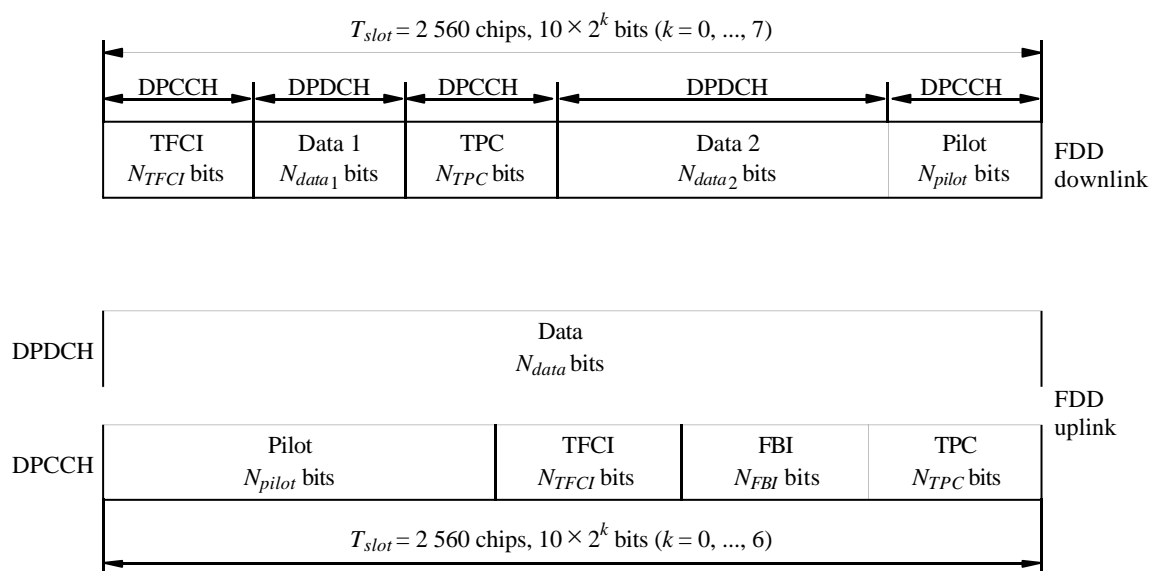 T_slot = 2 560 chips, 10 × 2^k bits (k = 0, ..., 7)
DPCCH DPDCH DPCCH DPDCH DPCCH
TFCI Data 1 TPC Data 2 Pilot
N_TFCI bits N_data1 bits N_TPC bits N_data2 bits N_pilot bits
FDD
downlink
DPDCH
Data
N_data bits
FDD
uplink
DPCCH
Pilot TFCI FBI TPC
N_pilot bits N_TFCI bits N_FBI bits N_TPC bits
T_slot = 2 560 chips, 10 × 2^k bits (k = 0, ..., 6)